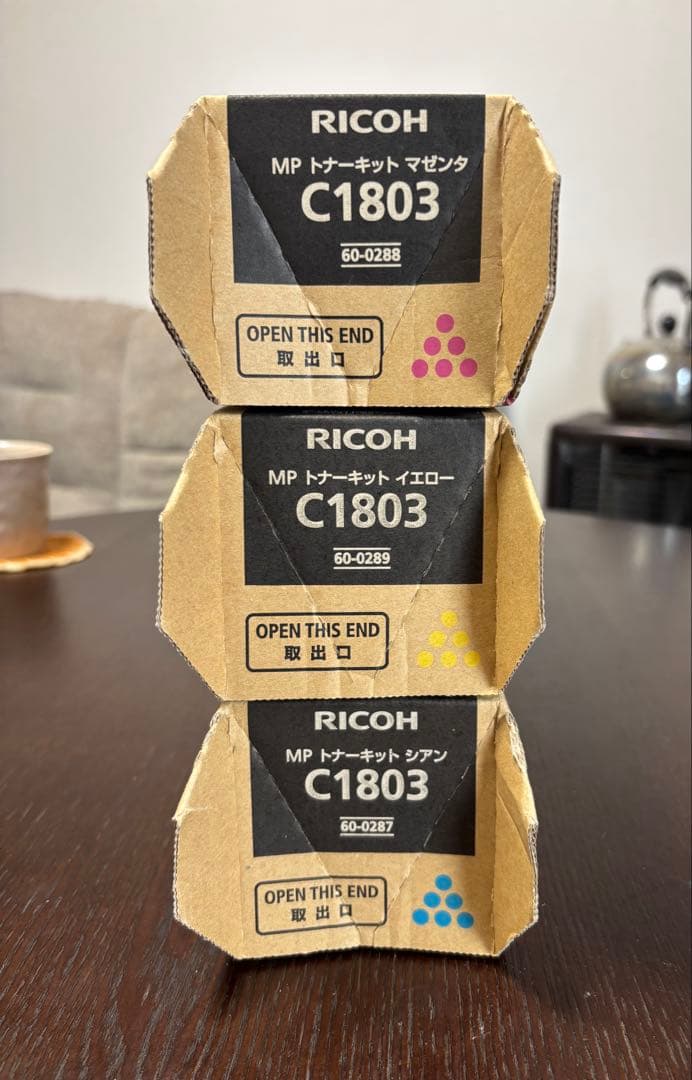 RICOH
MP トナーキット マゼンタ
C1803
60-0288
OPEN THIS END
取出口
RICOH
MP トナーキット イエロー
C1803
60-0289
OPEN THIS END
取出口
RICOH
MP トナーキット シアン
C1803
60-0287
OPEN THIS END
取出口